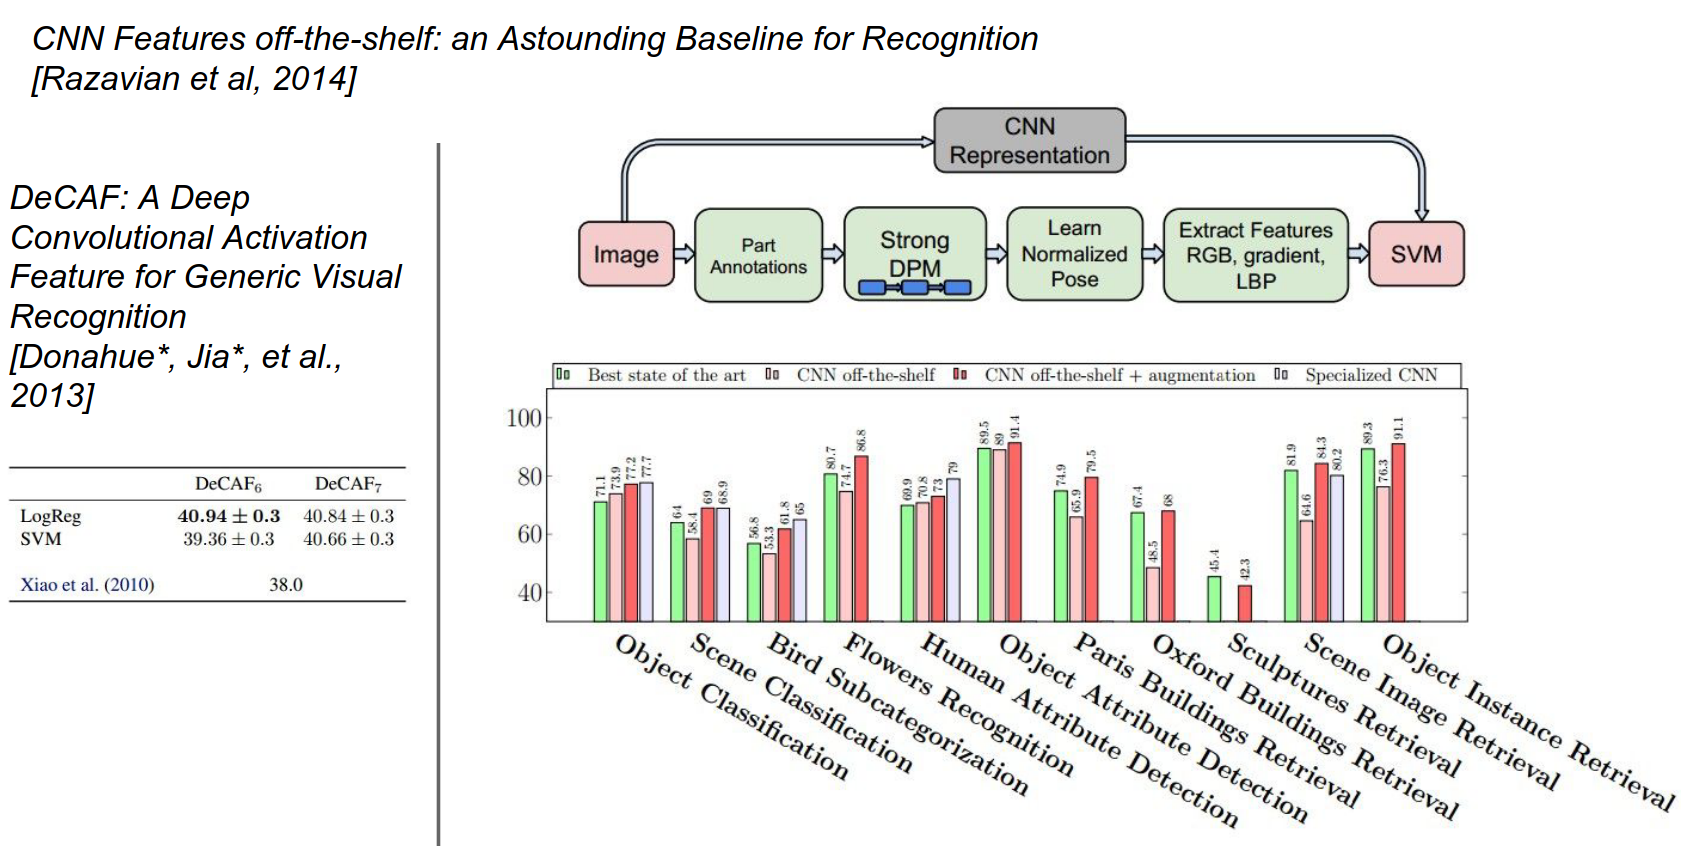 CNN Features off-the-shelf: an Astounding Baseline for Recognition
[Razavian et al, 2014]
DeCAF: A Deep
Convolutional Activation
Feature for Generic Visual
Recognition
[Donahue*, Jia*, et al.,
2013]
DeCAF6 DeCAF7
LogReg 40.94 ± 0.3 40.84 ± 0.3
SVM 39.36 ± 0.3 40.66 ± 0.3
Xiao et al. (2010) 38.0
CNN
Representation
Image
Part
Annotations
Strong
DPM
Learn
Normalized
Pose
Extract Features
RGB, gradient,
LBP
SVM
Best state of the art CNN off-the-shelf CNN off-the-shelf + augmentation Specialized CNN
100
80
60
40
71.1 73.9 77.2 77.7
64 58.4 69 68.9
56.8 53.3 61.8 65
80.7 74.7 86.8
69.9 70.8 73 79
89.5 89 91.4
74.9 65.9 79.5
67.4 48.5 68
45.4 42.3
81.9 64.6 84.3 80.2
89.3 76.3 91.1
Object Classification
Scene Classification
Bird Subcategorization
Flowers Recognition
Human Attribute Detection
Object Attribute Detection
Paris Buildings Retrieval
Oxford Buildings Retrieval
Sculptures Retrieval
Scene Image Retrieval
Object Instance Retrieval